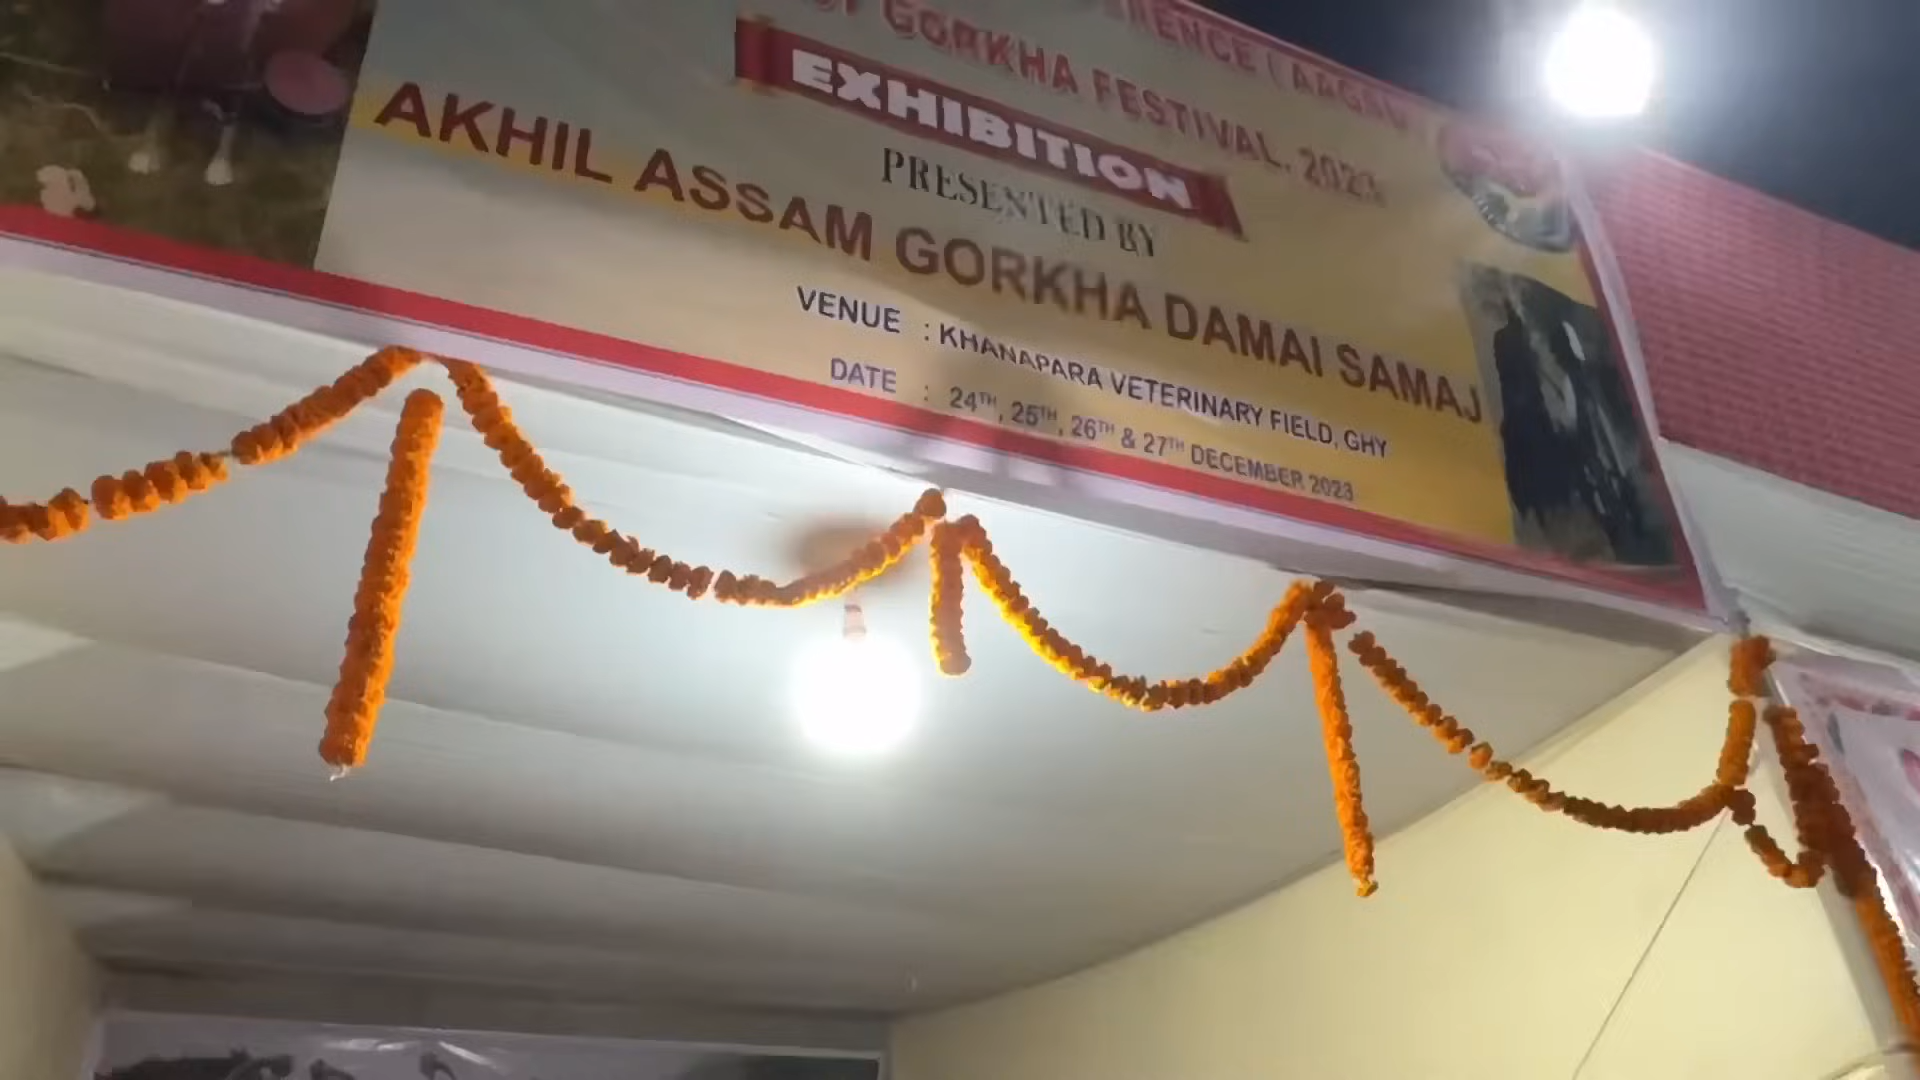 GORKHA FESTIVAL. 2023
EXHIBITION
PRESENTED BY
AKHIL ASSAM GORKHA DAMAI SAMAJ
VENUE : KHANAPARA VETERINARY FIELD, GHY
DATE : 24TH, 25TH, 26TH & 27TH DECEMBER 2023